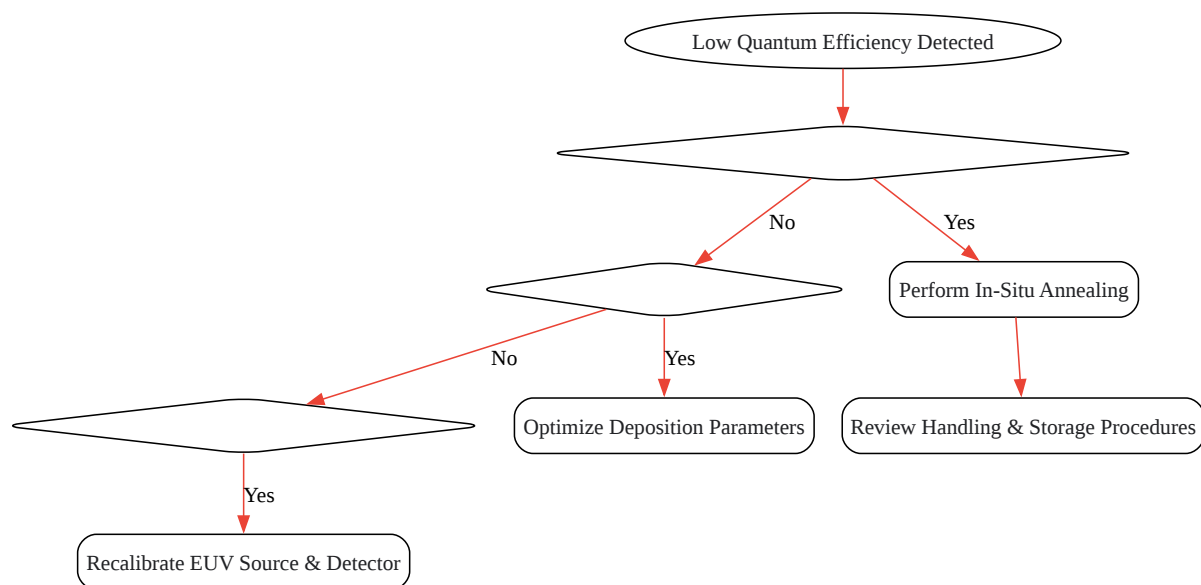 Low Quantum Efficiency Detected
No
Yes
Perform In-Situ Annealing
No
Yes
Optimize Deposition Parameters
Review Handling & Storage Procedures
Yes
Recalibrate EUV Source & Detector